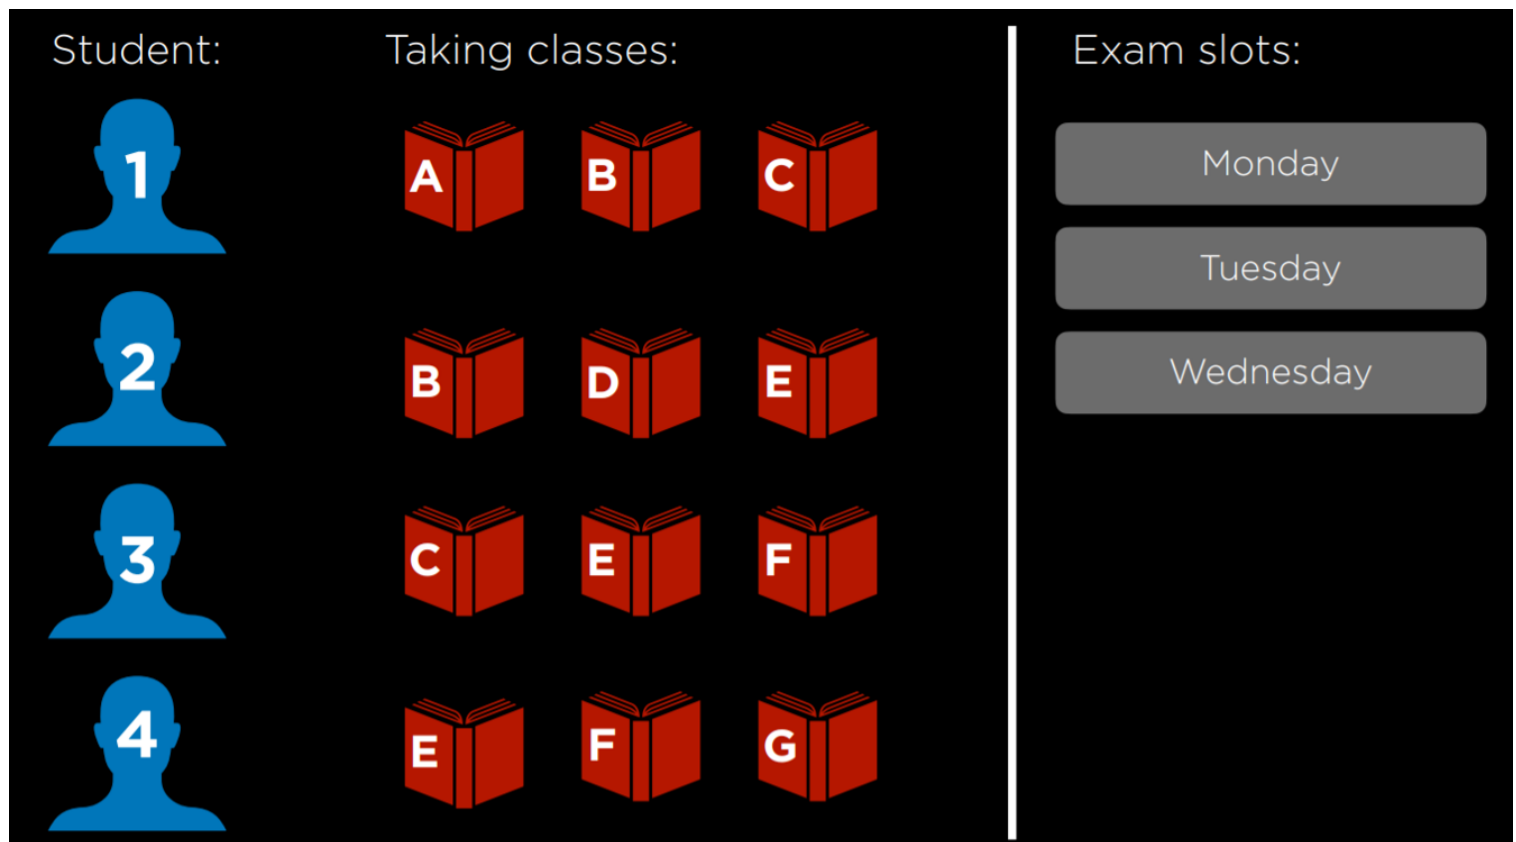 Student: Taking classes: Exam slots:
1 A B C Monday
Tuesday
2 B D E Wednesday
3 C E F
4 E F G